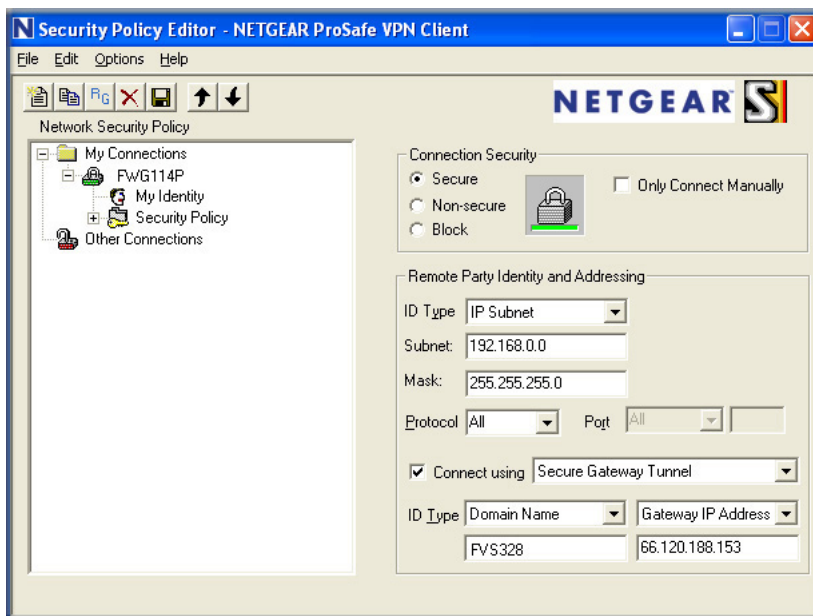 Security Policy Editor - NETGEAR ProSafe VPN Client
File Edit Options Help
RG
NETGEAR S
Network Security Policy
My Connections
FWG114P
My Identity
Security Policy
Other Connections
Connection Security
Secure
Non-secure
Block
Only Connect Manually
Remote Party Identity and Addressing
ID Type IP Subnet
Subnet: 192.168.0.0
Mask: 255.255.255.0
Protocol All Port All
Connect using Secure Gateway Tunnel
ID Type Domain Name Gateway IP Address
FVS328 66.120.188.153